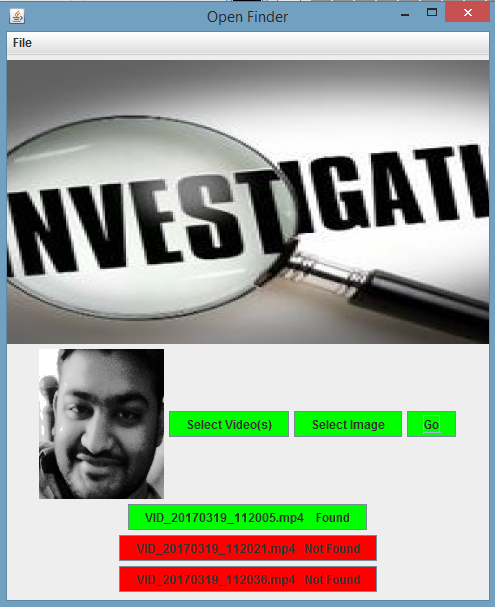 Open Finder
File
INVESTIGATI
Select Video(s) Select Image Go
VID_20170319_112005.mp4 Found
VID_20170319_112021.mp4 Not Found
VID_20170319_112036.mp4 Not Found